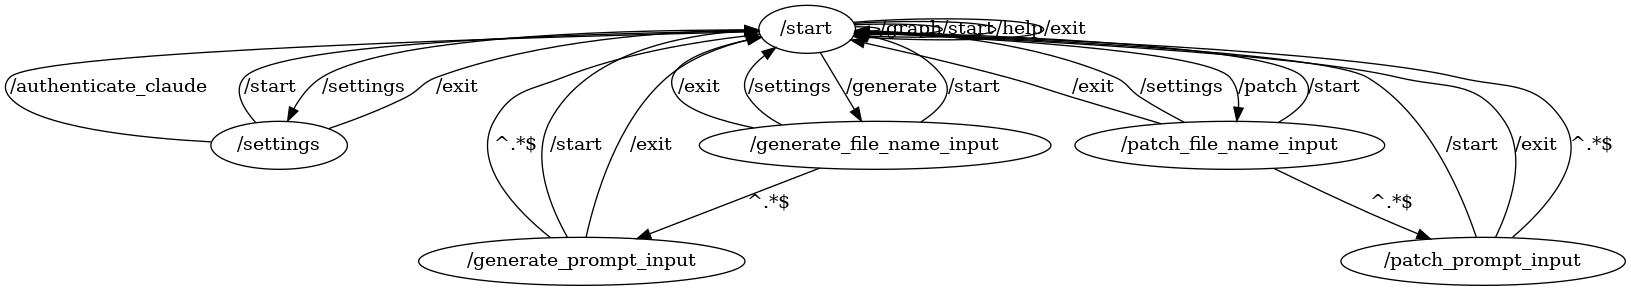 /start
/graph
/start
/help
/exit
/authenticate_claude
/start
/settings
/exit
/exit
/settings
/generate
/start
/exit
/settings
/patch
/start
/settings
^.*$
/start
/exit
/generate_file_name_input
/patch_file_name_input
/start
/exit
^.*$
^.*$
^.*$
/generate_prompt_input
/patch_prompt_input